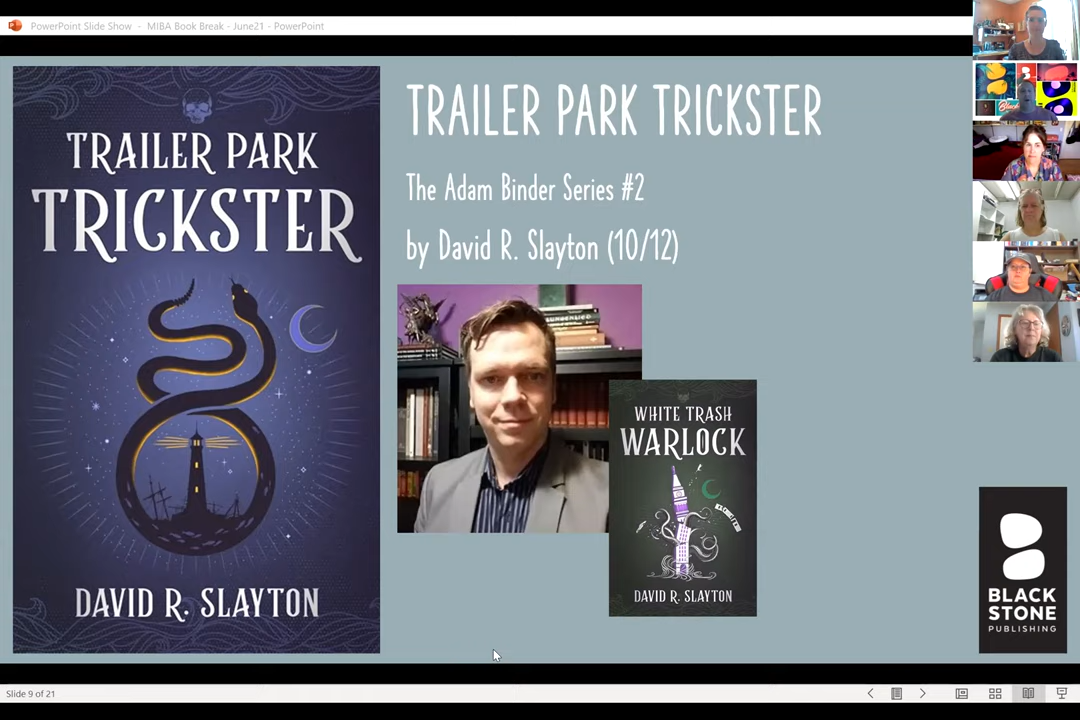 PowerPoint Slide Show - MIBA Book Break - June21 - PowerPoint
TRAILER PARK
TRICKSTER
DAVID R. SLAYTON
TRAILER PARK TRICKSTER
The Adam Binder Series #2
by David R. Slayton (10/12)
WHITE TRASH
WARLOCK
DAVID R. SLAYTON
BLACK
STONE
PUBLISHING
Slide 9 of 21